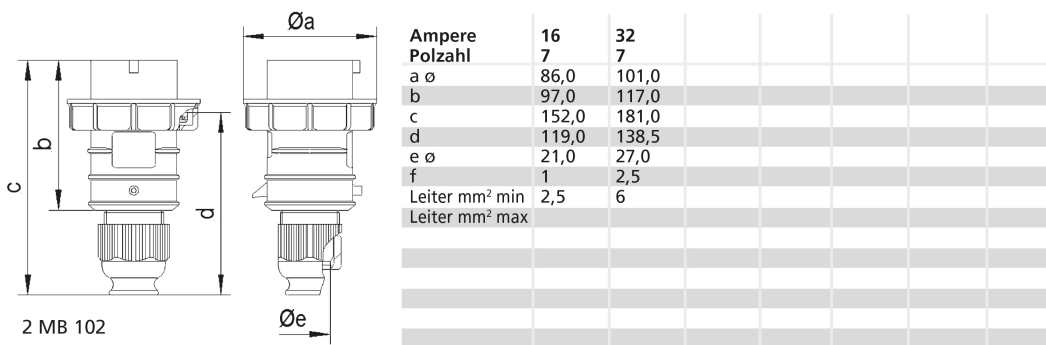 Øa
b
c
d
Øe
2 MB 102
Ampere 16 32
Polzahl 7 7
a ø 86,0 101,0
b 97,0 117,0
c 152,0 181,0
d 119,0 138,5
e ø 21,0 27,0
f 1 2,5
Leiter mm² min 2,5 6
Leiter mm² max